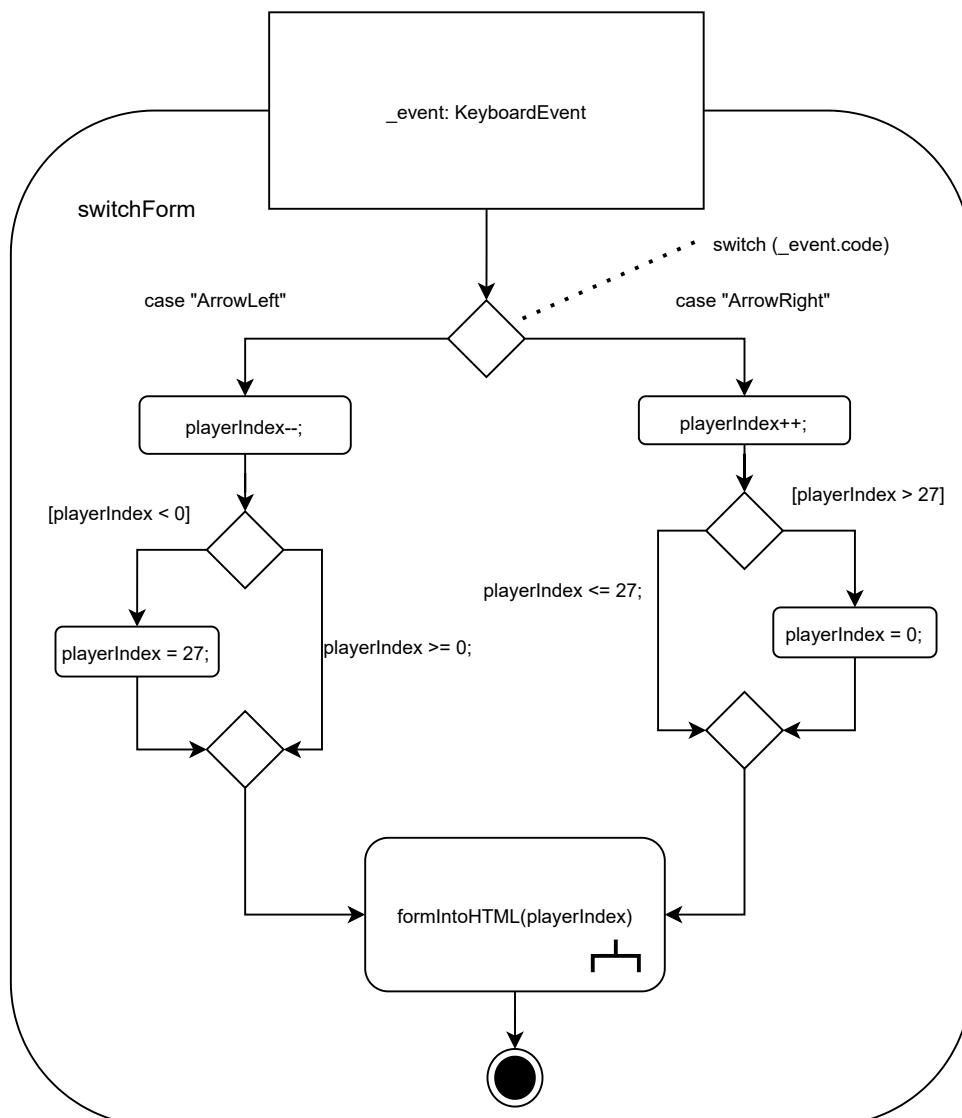 _event: KeyboardEvent
switchForm
switch (_event.code)
case "ArrowLeft"
case "ArrowRight"
playerIndex--;
playerIndex++;
[playerIndex < 0]
[playerIndex > 27]
playerIndex <= 27;
playerIndex = 27;
playerIndex >= 0;
playerIndex = 0;
formIntoHTML(playerIndex)